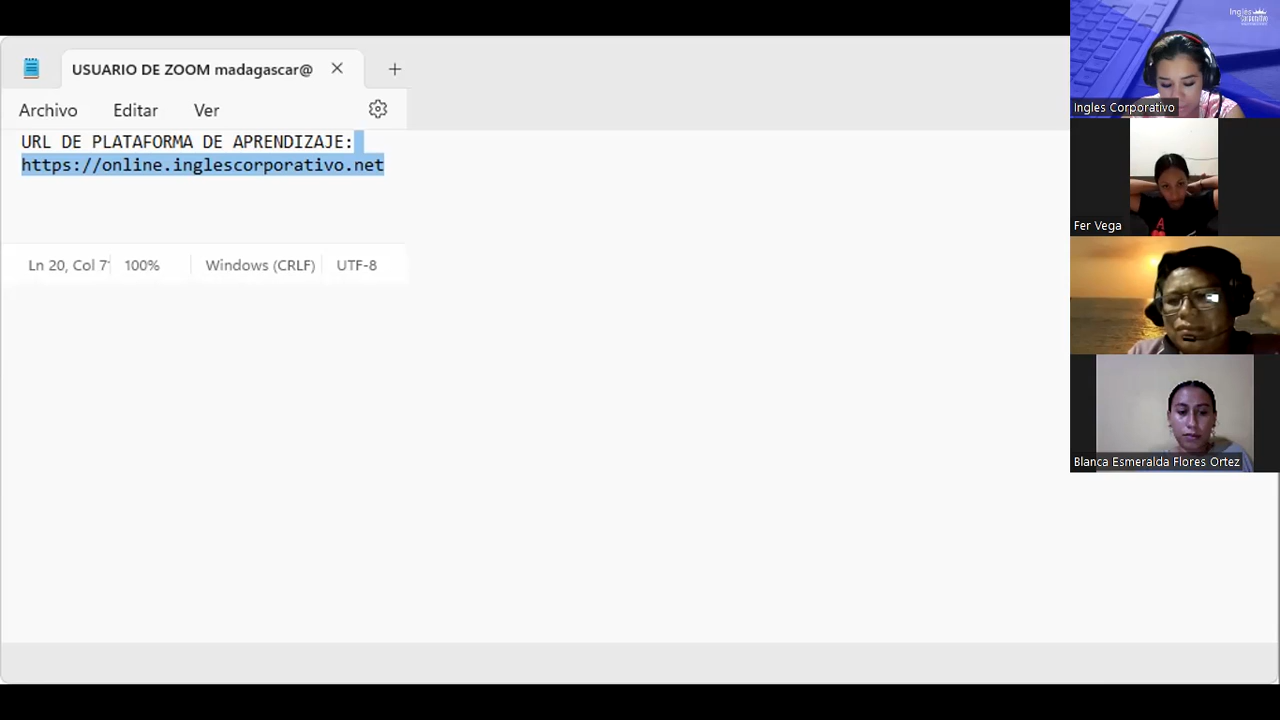 USUARIO DE ZOOM madagascar@
Archivo Editar Ver
URL DE PLATAFORMA DE APRENDIZAJE:
https://online.inglescorporativo.net
Ln 20, Col 7 100% Windows (CRLF) UTF-8
Ingles
Ingles Corporativo
Fer Vega
Blanca Esmeralda Flores Ortez